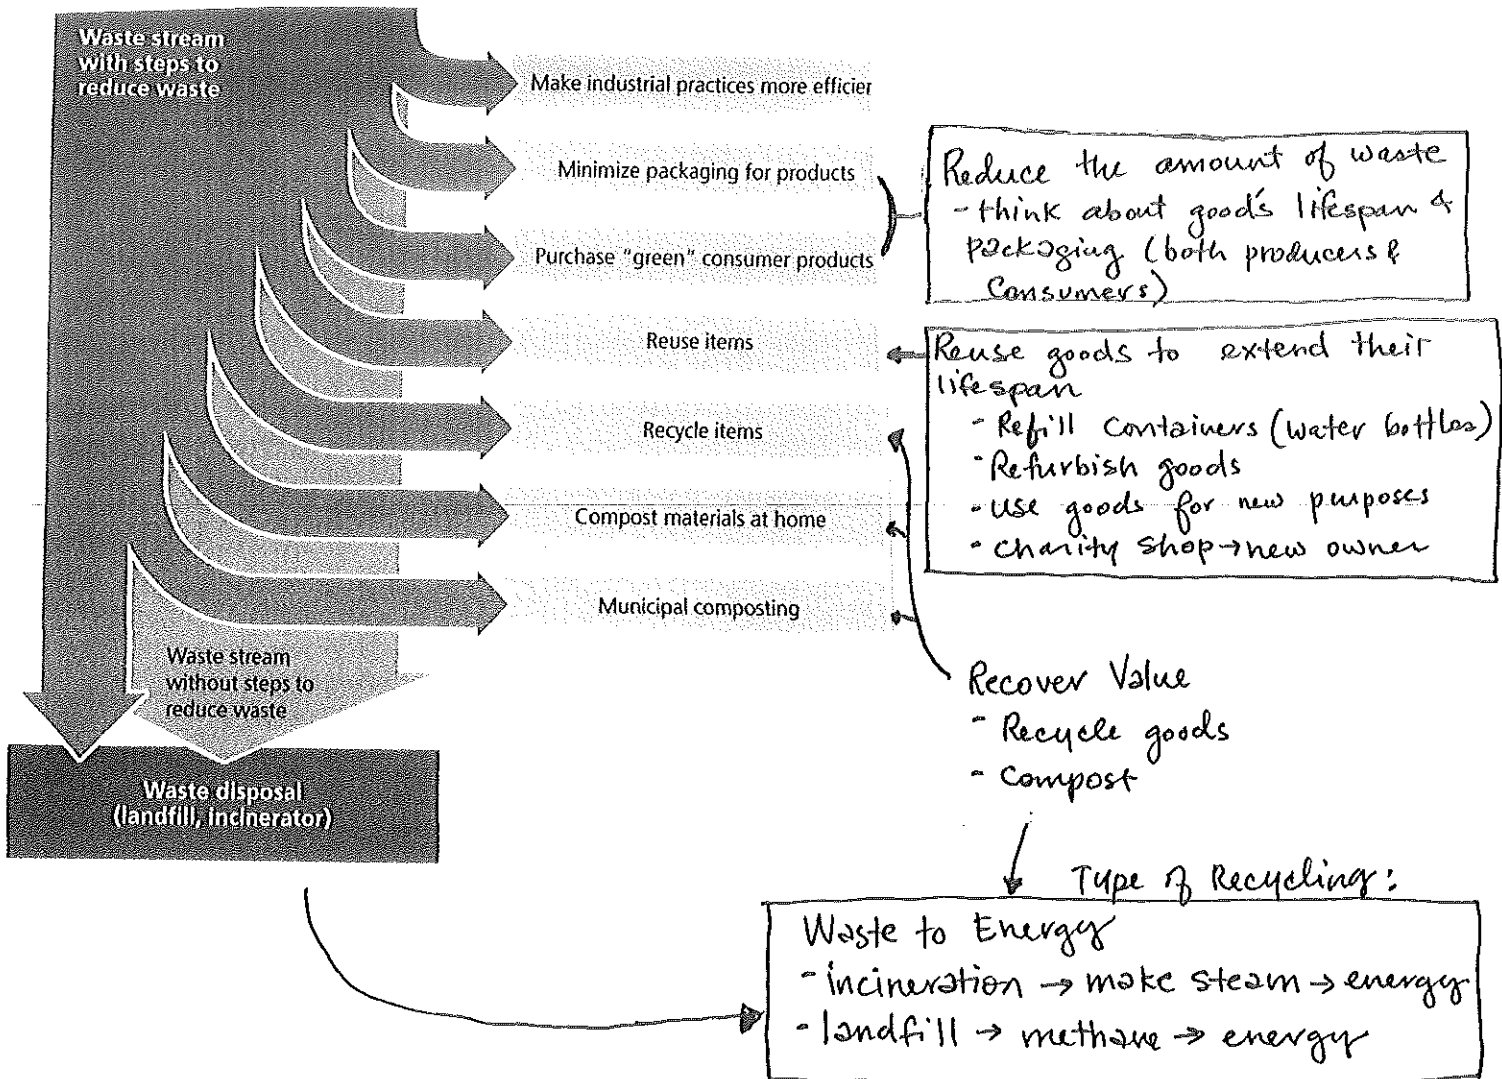 Waste stream
with steps to
reduce waste
Make industrial practices more efficier
Minimize packaging for products
Purchase "green" consumer products
Reuse items
Recycle items
Compost materials at home
Municipal composting
Waste stream
without steps to
reduce waste
Waste disposal
(landfill, incinerator)
Reduce the amount of waste
- think about good's lifespan &
packaging (both producers &
Consumers)
Reuse goods to extend their
lifespan
- Refill containers (water bottles)
- Refurbish goods
- use goods for new purposes
- charity shop → new owner
Recover Value
- Recycle goods
- Compost
Type of Recycling:
Waste to Energy
- incineration → make steam → energy
- landfill → methane → energy